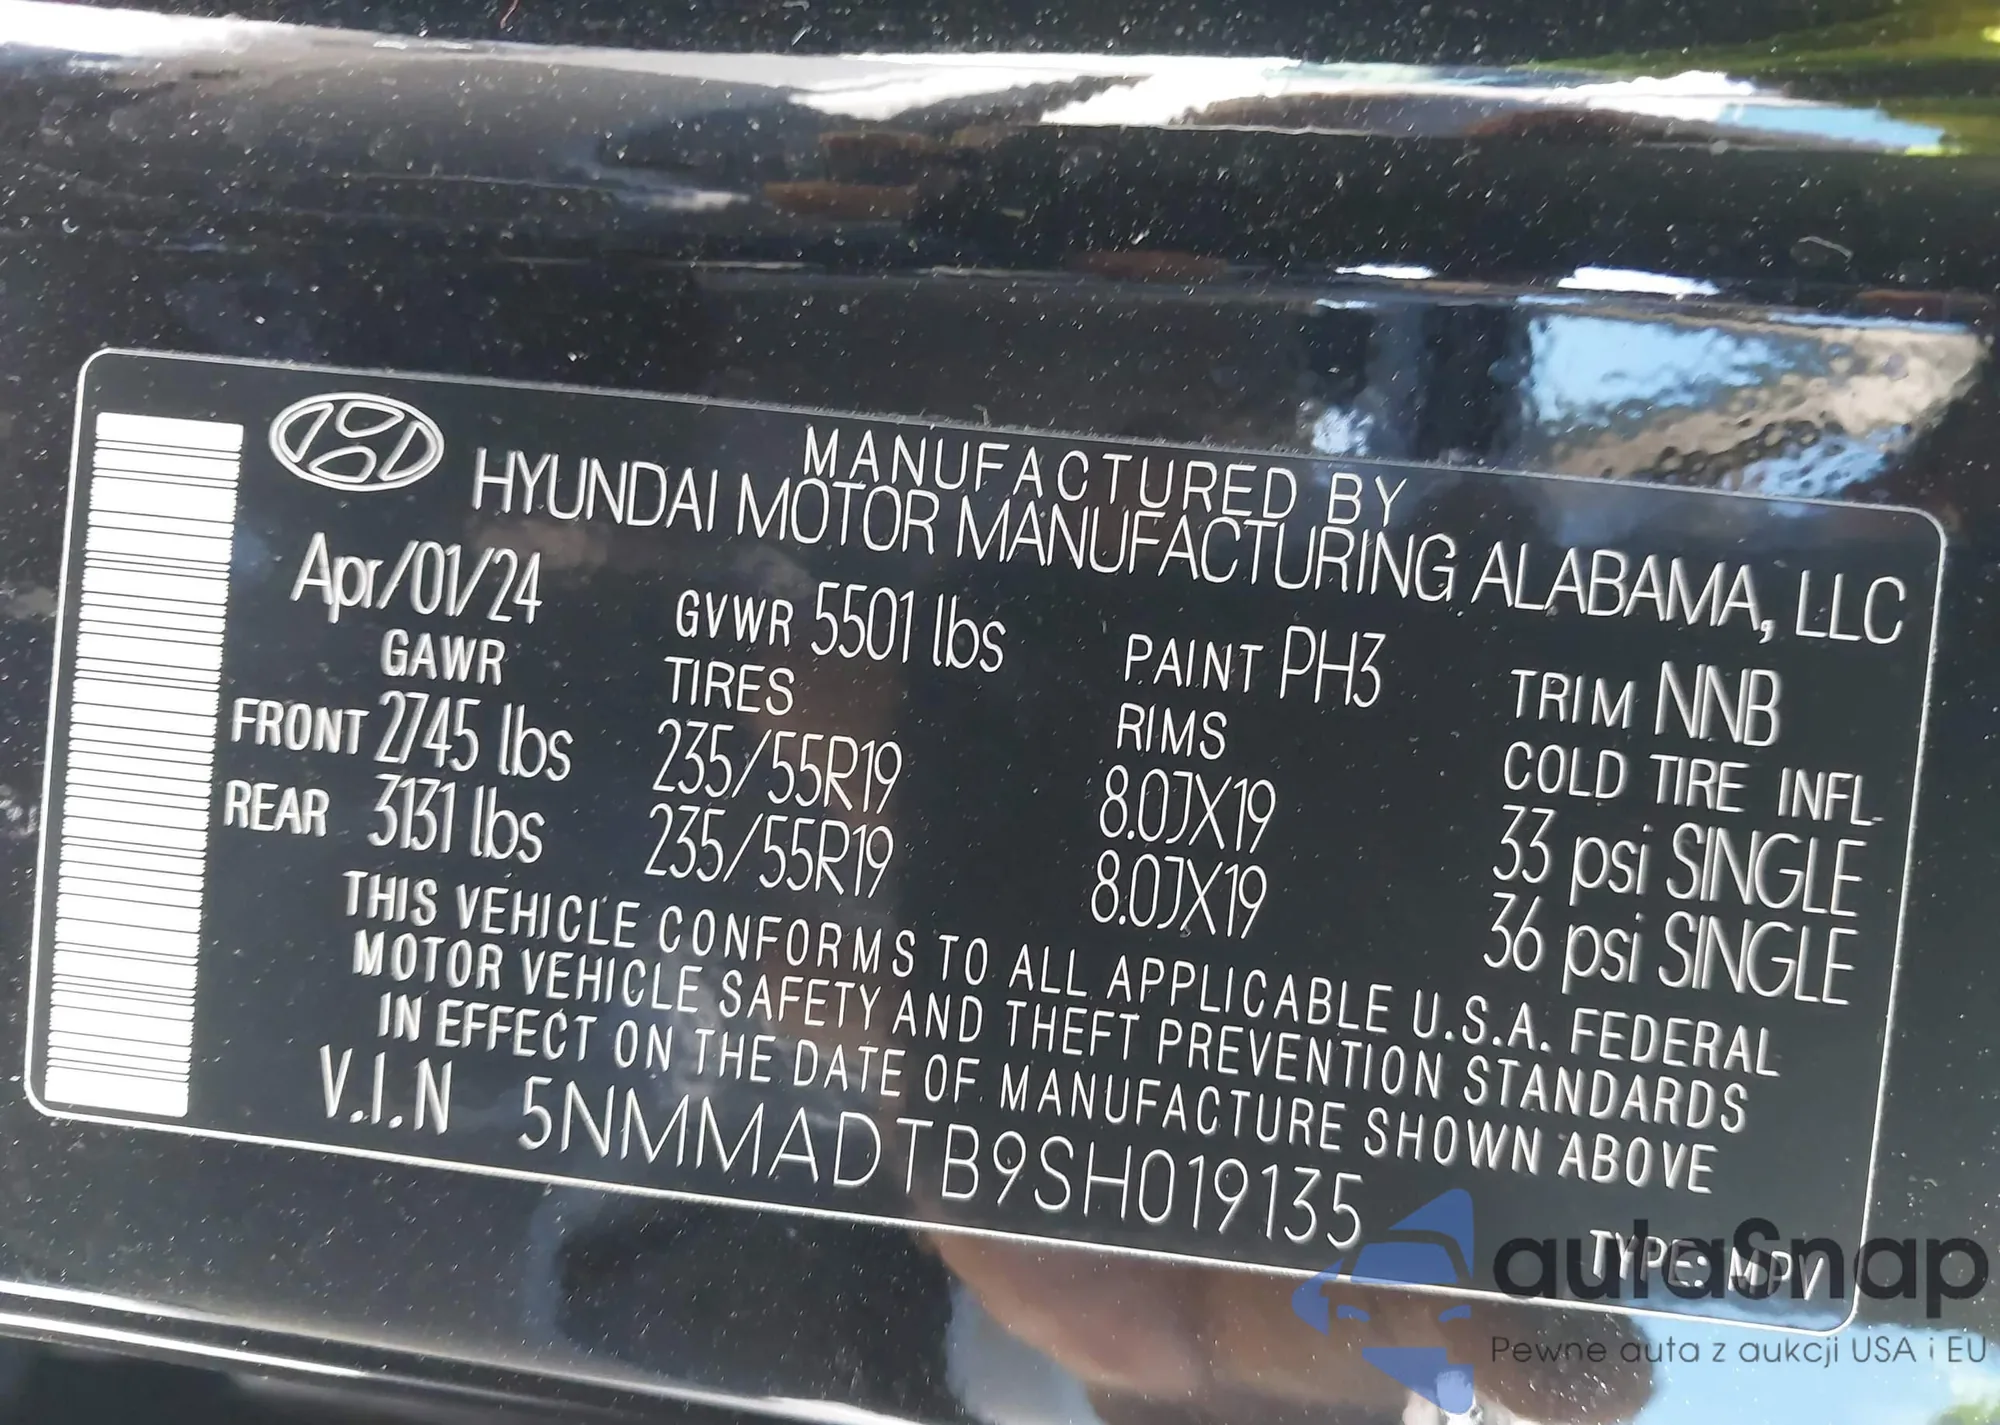 MANUFACTURED BY
HYUNDAI MOTOR MANUFACTURING ALABAMA, LLC
Apr/01/24 GVWR 5501 lbs PAINT PH3 TRIM NNB
GAWR TIRES RIMS COLD TIRE INFL.
FRONT 2745 lbs 235/55R19 8.0JX19 33 psi SINGLE
REAR 3131 lbs 235/55R19 8.0JX19 36 psi SINGLE
THIS VEHICLE CONFORMS TO ALL APPLICABLE U.S.A. FEDERAL
MOTOR VEHICLE SAFETY AND THEFT PREVENTION STANDARDS
IN EFFECT ON THE DATE OF MANUFACTURE SHOWN ABOVE
V.I.N 5NMMADTB9SH019135
TYPE: MPV
autaSnap
Pewne auta z aukcji USA i EU